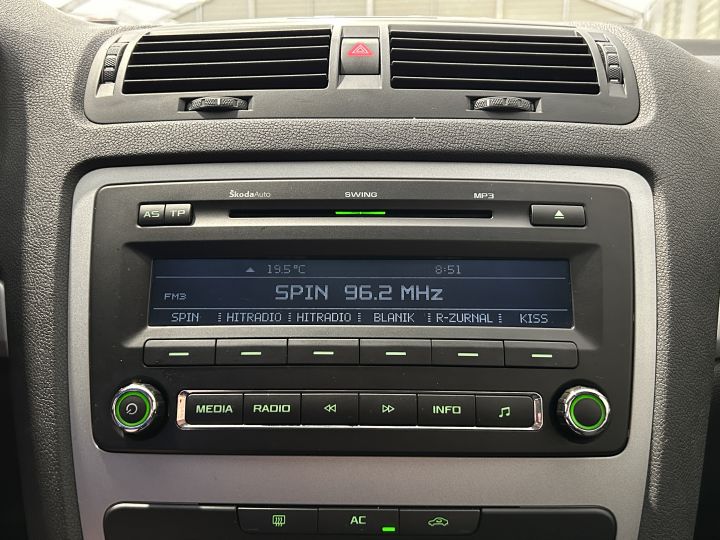 ŠkodaAuto SWING MP3
AS TP
19.5°C 8:51
FM3 SPIN 96.2 MHz
SPIN HITRADIO HITRADIO BLANIK R-ZURNAL KISS
MEDIA RADIO INFO
AC